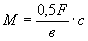 М = 0,5F / в · с